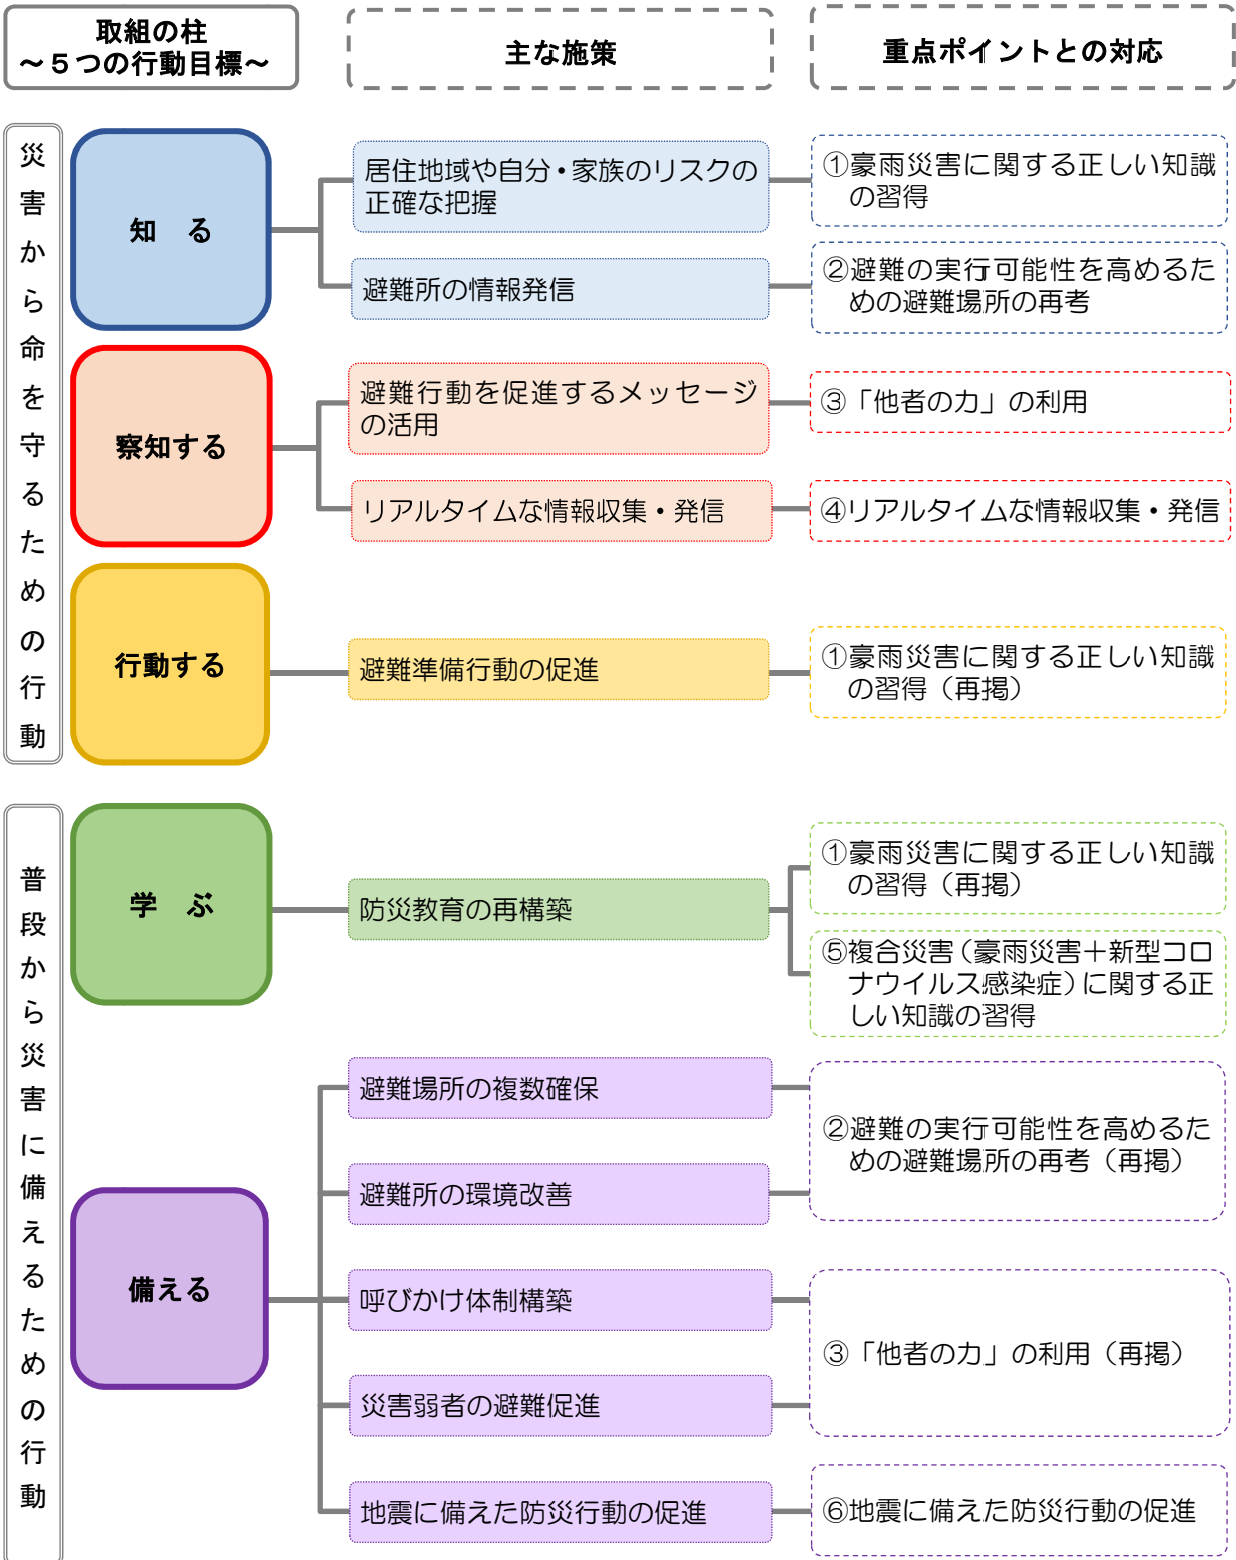 取組の柱
～５つの行動目標～
主な施策
重点ポイントとの対応
災害から命を守るための行動
知　る
居住地域や自分・家族のリスクの
正確な把握
①豪雨災害に関する正しい知識
の習得
避難所の情報発信
②避難の実行可能性を高めるた
めの避難場所の再考
察知する
避難行動を促進するメッセージ
の活用
③「他者の力」の利用
リアルタイムな情報収集・発信
④リアルタイムな情報収集・発信
行動する
避難準備行動の促進
①豪雨災害に関する正しい知識
の習得（再掲）
普段から災害に備えるための行動
学　ぶ
防災教育の再構築
①豪雨災害に関する正しい知識
の習得（再掲）
⑤複合災害（豪雨災害＋新型コロ
ナウイルス感染症）に関する正
しい知識の習得
備える
避難場所の複数確保
避難所の環境改善
②避難の実行可能性を高めるた
めの避難場所の再考（再掲）
呼びかけ体制構築
災害弱者の避難促進
③「他者の力」の利用（再掲）
地震に備えた防災行動の促進
⑥地震に備えた防災行動の促進